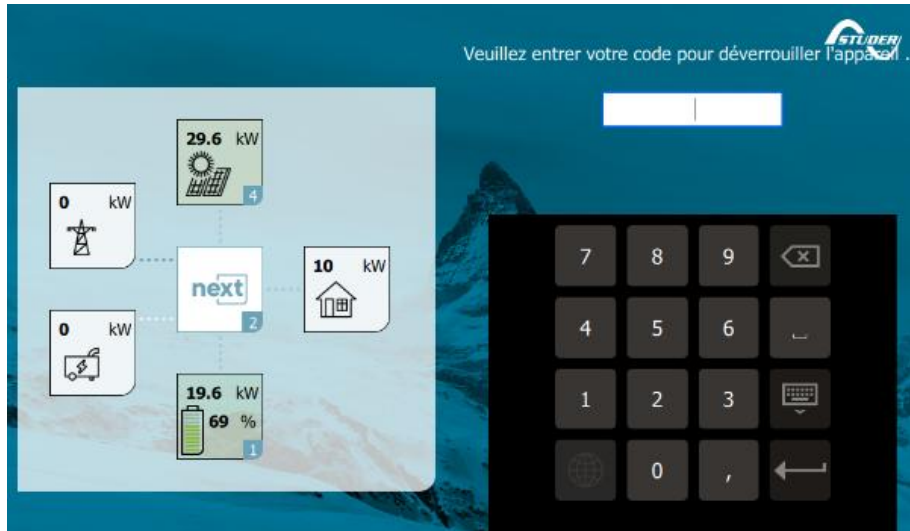 STUDER
Veuillez entrer votre code pour déverrouiller l'appareil .
29.6 kW
4
0 kW
next
2
10 kW
0 kW
19.6 kW
69 %
1
7 8 9
4 5 6
1 2 3
0 ,